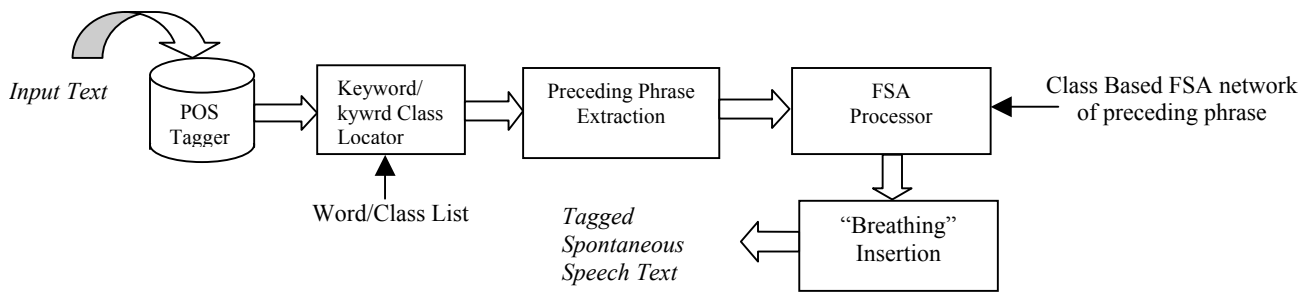 Input Text
POS
Tagger
Keyword/
kywrd Class
Locator
Preceding Phrase
Extraction
FSA
Processor
Class Based FSA network
of preceding phrase
Word/Class List
Tagged
Spontaneous
Speech Text
“Breathing”
Insertion